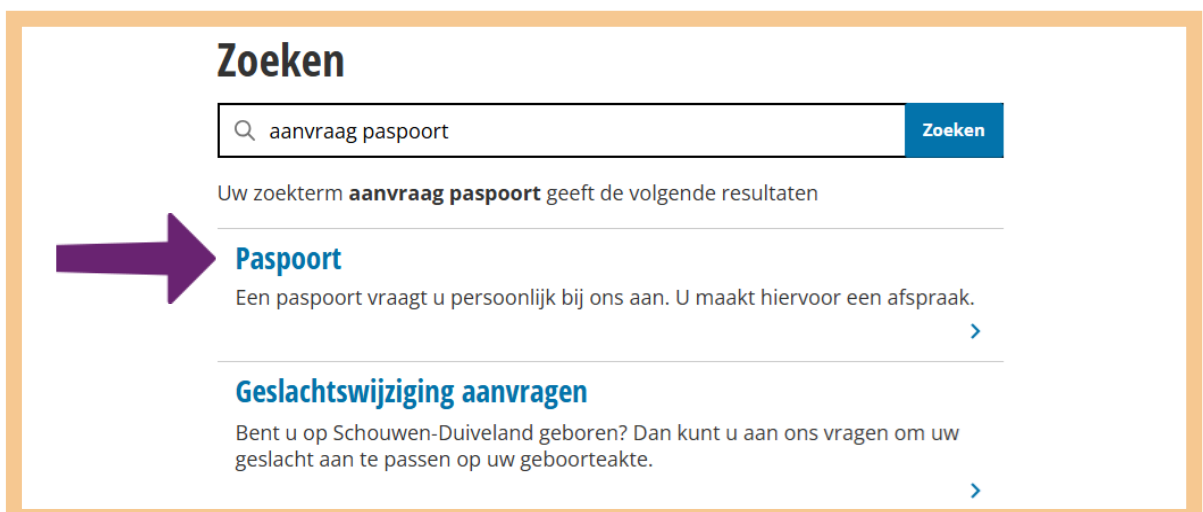 Zoeken
aanvraag paspoort
Zoeken
Uw zoekterm aanvraag paspoort geeft de volgende resultaten
Paspoort
Een paspoort vraagt u persoonlijk bij ons aan. U maakt hiervoor een afspraak.
Geslachtswijziging aanvragen
Bent u op Schouwen-Duiveland geboren? Dan kunt u aan ons vragen om uw
geslacht aan te passen op uw geboorteakte.